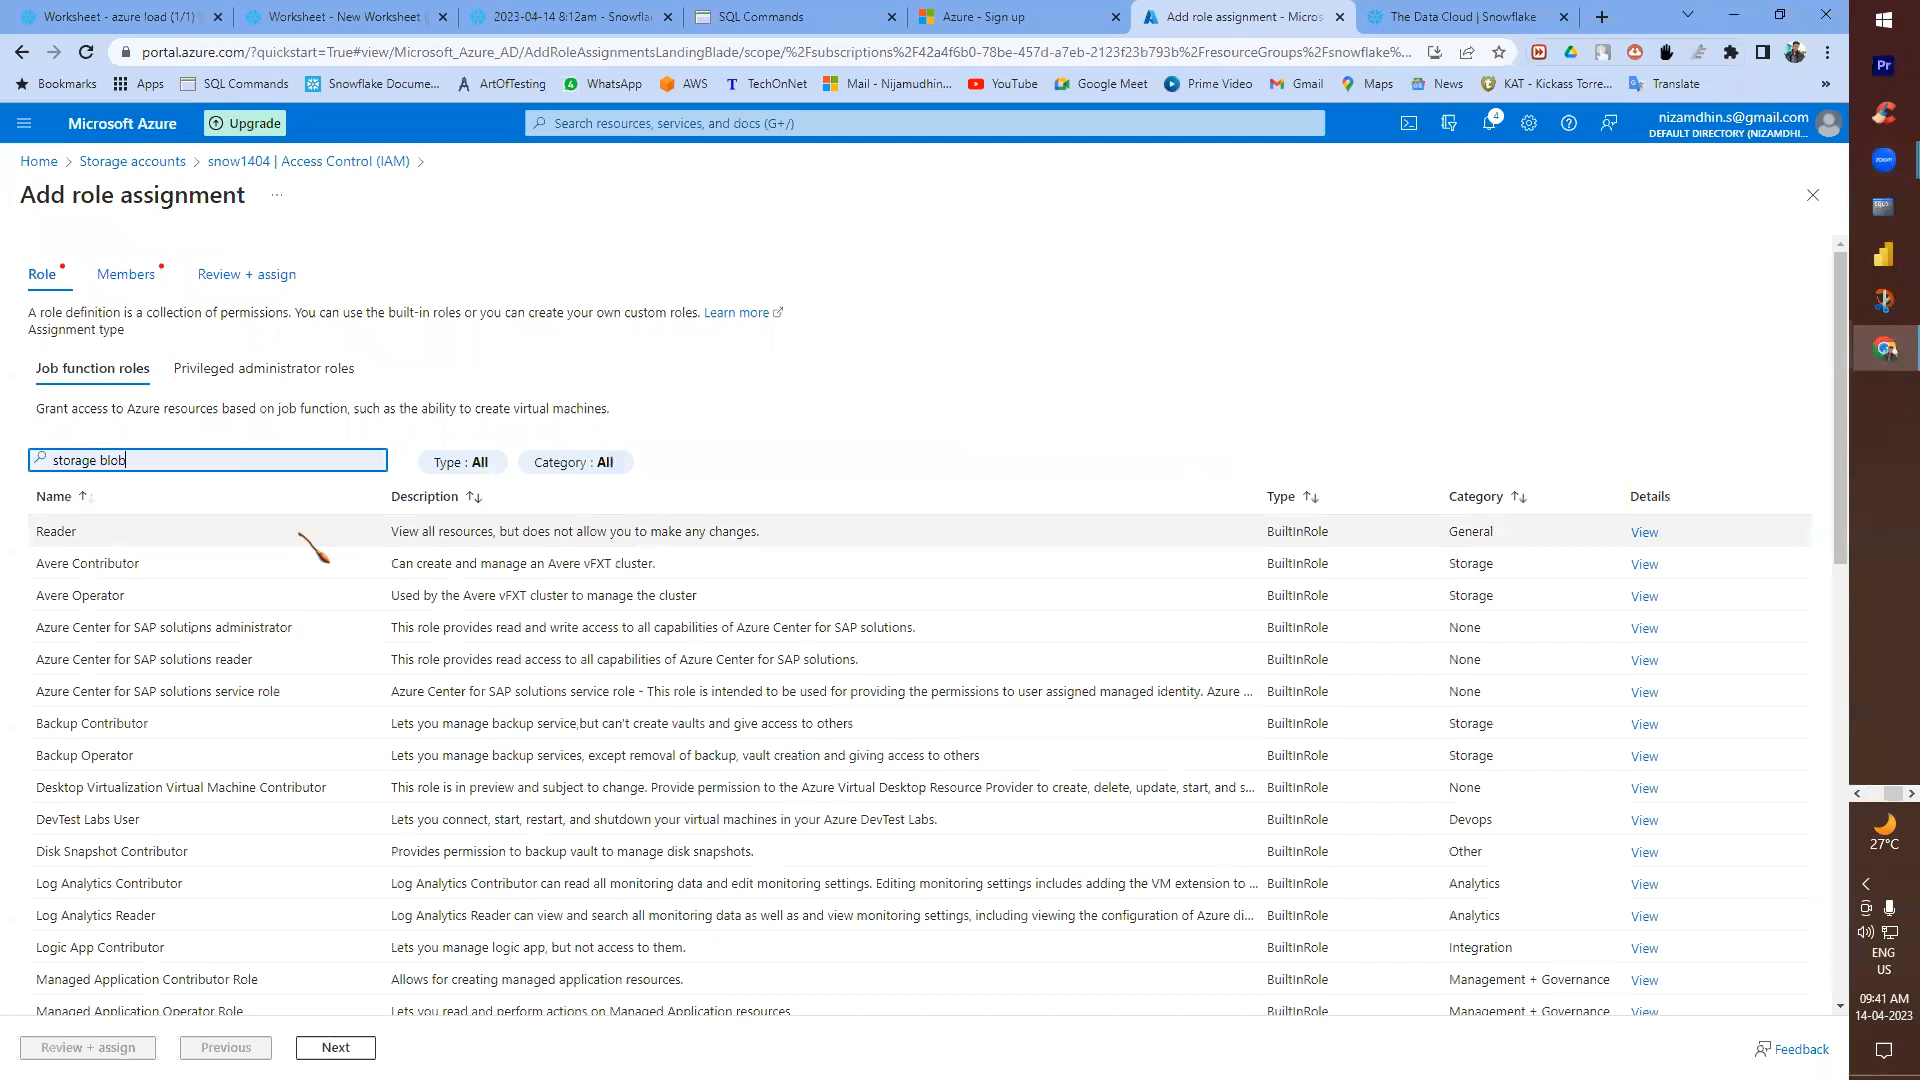 Worksheet - azure load (1/1)
Worksheet - New Worksheet
2023-04-14 8:12am - Snowfla
SQL Commands
Azure - Sign up
Add role assignment - Micros
The Data Cloud | Snowflake
portal.azure.com/?quickstart=True#view/Microsoft_Azure_AD/AddRoleAssignmentsLandingBlade/scope/%2Fsubscriptions%2F42a4f6b0-78be-457d-a7eb-2123f23b793b%2FresourceGroups%2Fsnowflake%...
Bookmarks Apps SQL Commands Snowflake Docume... ArtOfTesting WhatsApp AWS TechOnNet Mail - Nijamudhin... YouTube Google Meet Prime Video Gmail Maps News KAT - Kickass Torre... Translate »
Microsoft Azure Upgrade Search resources, services, and docs (G+/) 4
nizamdhin.s@gmail.com
DEFAULT DIRECTORY (NIZAMDHI...
Home > Storage accounts > snow1404 | Access Control (IAM) >
Add role assignment ...
Role Members Review + assign
A role definition is a collection of permissions. You can use the built-in roles or you can create your own custom roles. Learn more
Assignment type
Job function roles Privileged administrator roles
Grant access to Azure resources based on job function, such as the ability to create virtual machines.
storage blob Type : All Category : All
Name ↑ Description ↑↓ Type ↑↓ Category ↑↓ Details
Reader View all resources, but does not allow you to make any changes. BuiltInRole General View
Avere Contributor Can create and manage an Avere vFXT cluster. BuiltInRole Storage View
Avere Operator Used by the Avere vFXT cluster to manage the cluster BuiltInRole Storage View
Azure Center for SAP solutions administrator This role provides read and write access to all capabilities of Azure Center for SAP solutions. BuiltInRole None View
Azure Center for SAP solutions reader This role provides read access to all capabilities of Azure Center for SAP solutions. BuiltInRole None View
Azure Center for SAP solutions service role Azure Center for SAP solutions service role - This role is intended to be used for providing the permissions to user assigned managed identity. Azure ... BuiltInRole None View
Backup Contributor Lets you manage backup service,but can't create vaults and give access to others BuiltInRole Storage View
Backup Operator Lets you manage backup services, except removal of backup, vault creation and giving access to others BuiltInRole Storage View
Desktop Virtualization Virtual Machine Contributor This role is in preview and subject to change. Provide permission to the Azure Virtual Desktop Resource Provider to create, delete, update, start, and s... BuiltInRole None View
DevTest Labs User Lets you connect, start, restart, and shutdown your virtual machines in your Azure DevTest Labs. BuiltInRole Devops View
Disk Snapshot Contributor Provides permission to backup vault to manage disk snapshots. BuiltInRole Other View
Log Analytics Contributor Log Analytics Contributor can read all monitoring data and edit monitoring settings. Editing monitoring settings includes adding the VM extension to ... BuiltInRole Analytics View
Log Analytics Reader Log Analytics Reader can view and search all monitoring data as well as and view monitoring settings, including viewing the configuration of Azure di... BuiltInRole Analytics View
Logic App Contributor Lets you manage logic app, but not access to them. BuiltInRole Integration View
Managed Application Contributor Role Allows for creating managed application resources. BuiltInRole Management + Governance View
Managed Application Operator Role Lets you read and perform actions on Managed Application resources BuiltInRole Management + Governance View
Review + assign Previous Next Feedback
Pr
zoom
27°C
ENG
US
09:41 AM
14-04-2023